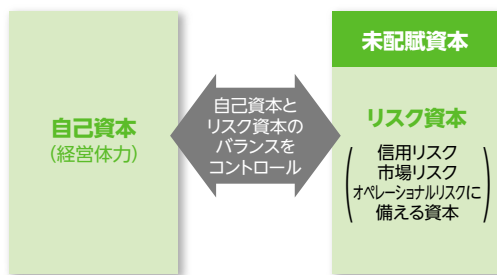 自己資本
(経営体力)
自己資本と
リスク資本の
バランスを
コントロール
未配賦資本
リスク資本
信用リスク
市場リスク
オペレーショナルリスクに
備える資本